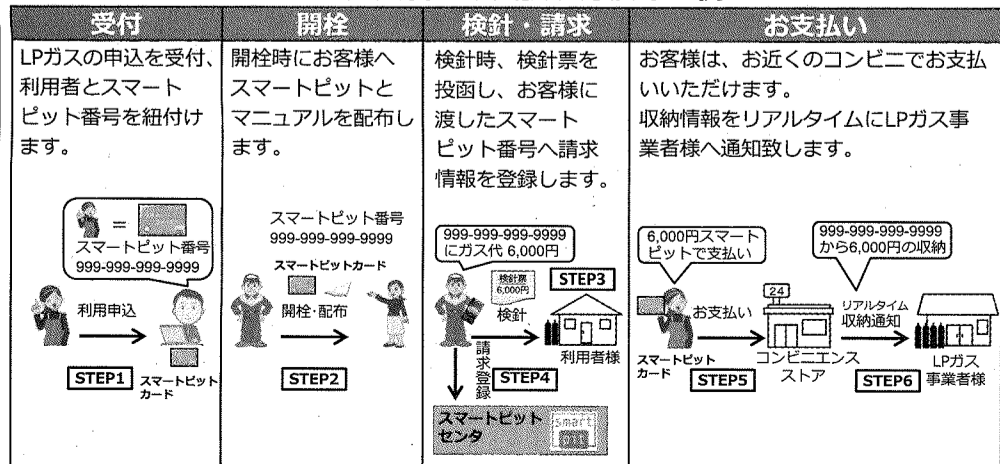 受付
開栓
検針・請求
お支払い
LPガスの申込を受付、
利用者とスマート
ピット番号を紐付け
ます。
開栓時にお客様へ
スマートピットと
マニュアルを配布し
ます。
検針時、検針票を
投函し、お客様に
渡したスマート
ピット番号へ請求
情報を登録します。
お客様は、お近くのコンビニでお支払
いいただけます。
収納情報をリアルタイムにLPガス事
業者様へ通知致します。
=
スマートピット番号
999-999-999-9999
利用申込
STEP1
スマートピット
カード
スマートピット番号
999-999-999-9999
スマートピットカード
開栓・配布
STEP2
999-999-999-9999
にガス代 6,000円
検針票
6,000円
STEP3
検針
利用者様
請求登録
STEP4
スマートピット
センタ
smart
pit
6,000円スマート
ピットで支払い
スマートピット
カード
お支払い
STEP5
24
コンビニエンス
ストア
999-999-999-9999
から6,000円の収納
リアルタイム
収納通知
STEP6
LPガス
事業者様